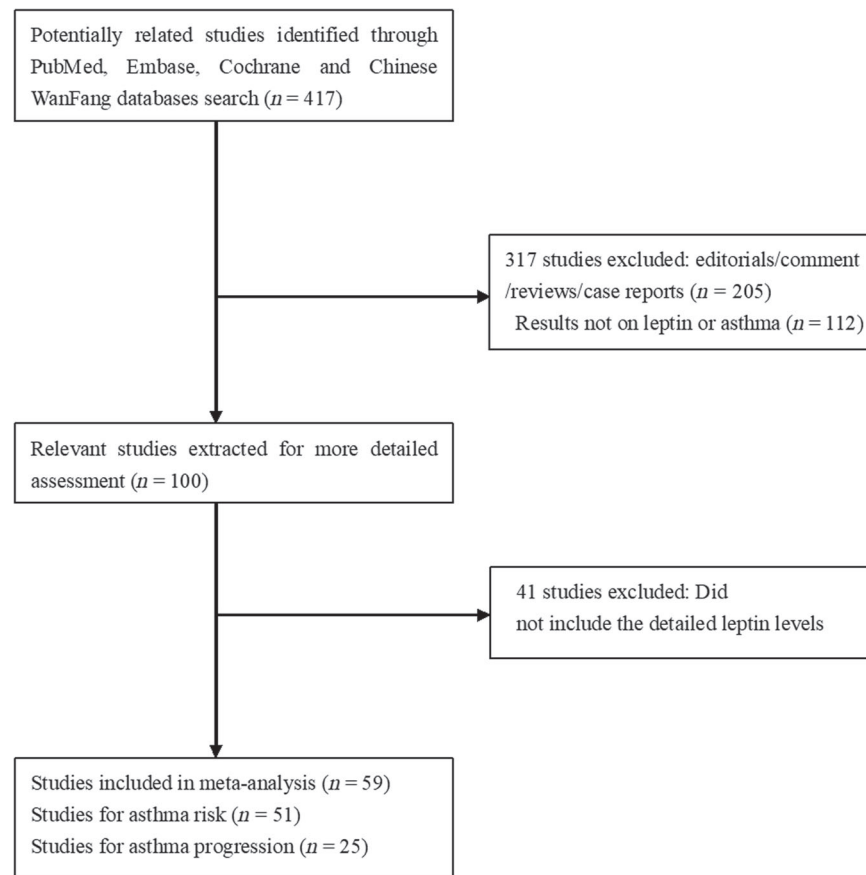 Potentially related studies identified through
PubMed, Embase, Cochrane and Chinese
WanFang databases search (n = 417)
317 studies excluded: editorials/comment
/reviews/case reports (n = 205)
Results not on leptin or asthma (n = 112)
Relevant studies extracted for more detailed
assessment (n = 100)
41 studies excluded: Did
not include the detailed leptin levels
Studies included in meta-analysis (n = 59)
Studies for asthma risk (n = 51)
Studies for asthma progression (n = 25)